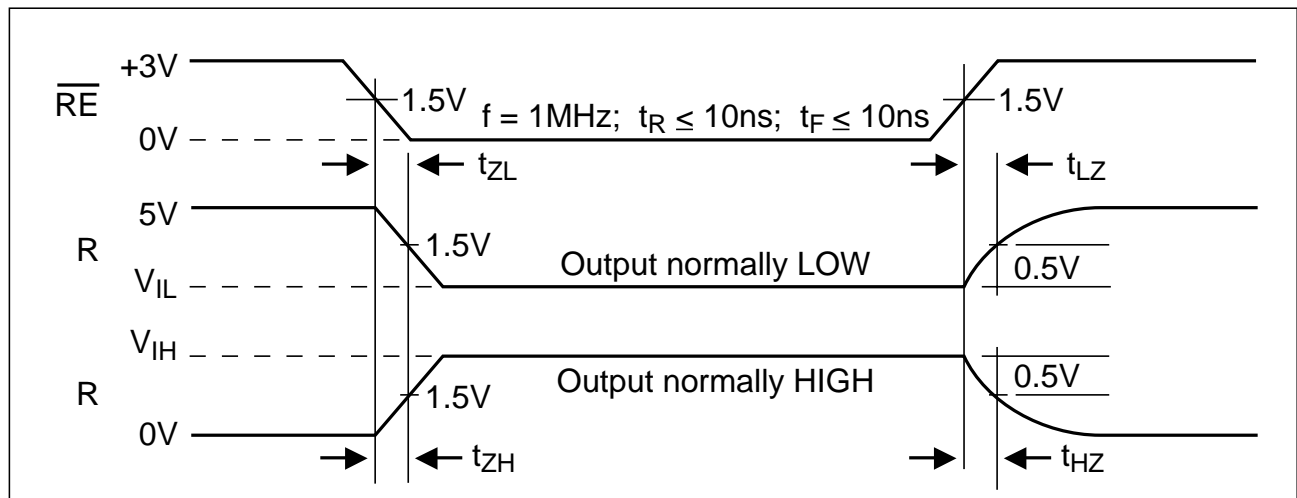 +3V
R̅E̅
1.5V
f = 1MHz; tR ≤ 10ns; tF ≤ 10ns
1.5V
0V
tZL
tLZ
5V
R
1.5V
Output normally LOW
0.5V
VIL
VIH
R
1.5V
Output normally HIGH
0.5V
0V
tZH
tHZ